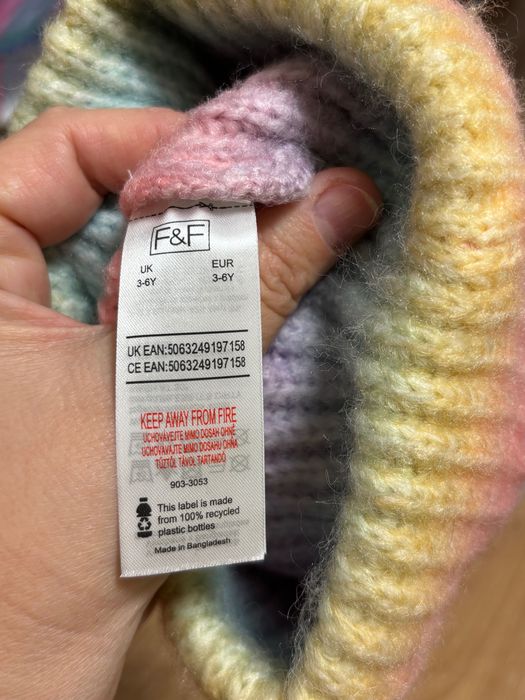 F&F
UK EUR
3-6Y 3-6Y
UK EAN:5063249197158
CE EAN:5063249197158
KEEP AWAY FROM FIRE
UCHOVÁVEJTE MIMO DOSAH OHNĚ
UCHOVÁVAJTE MIMO DOSAHU OHŇA
TŰZTŐL TÁVOL TARTANDÓ
903-3053
This label is made
from 100% recycled
plastic bottles
Made in Bangladesh